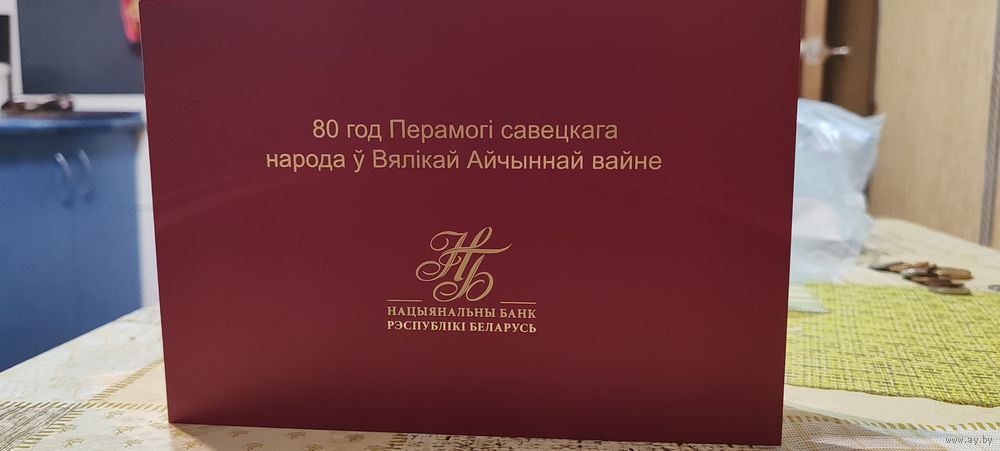 80 год Перамогі савецкага
народа ў Вялікай Айчыннай вайне
НБ
НАЦЫЯНАЛЬНЫ БАНК
РЭСПУБЛІКІ БЕЛАРУСЬ
www.ay.by